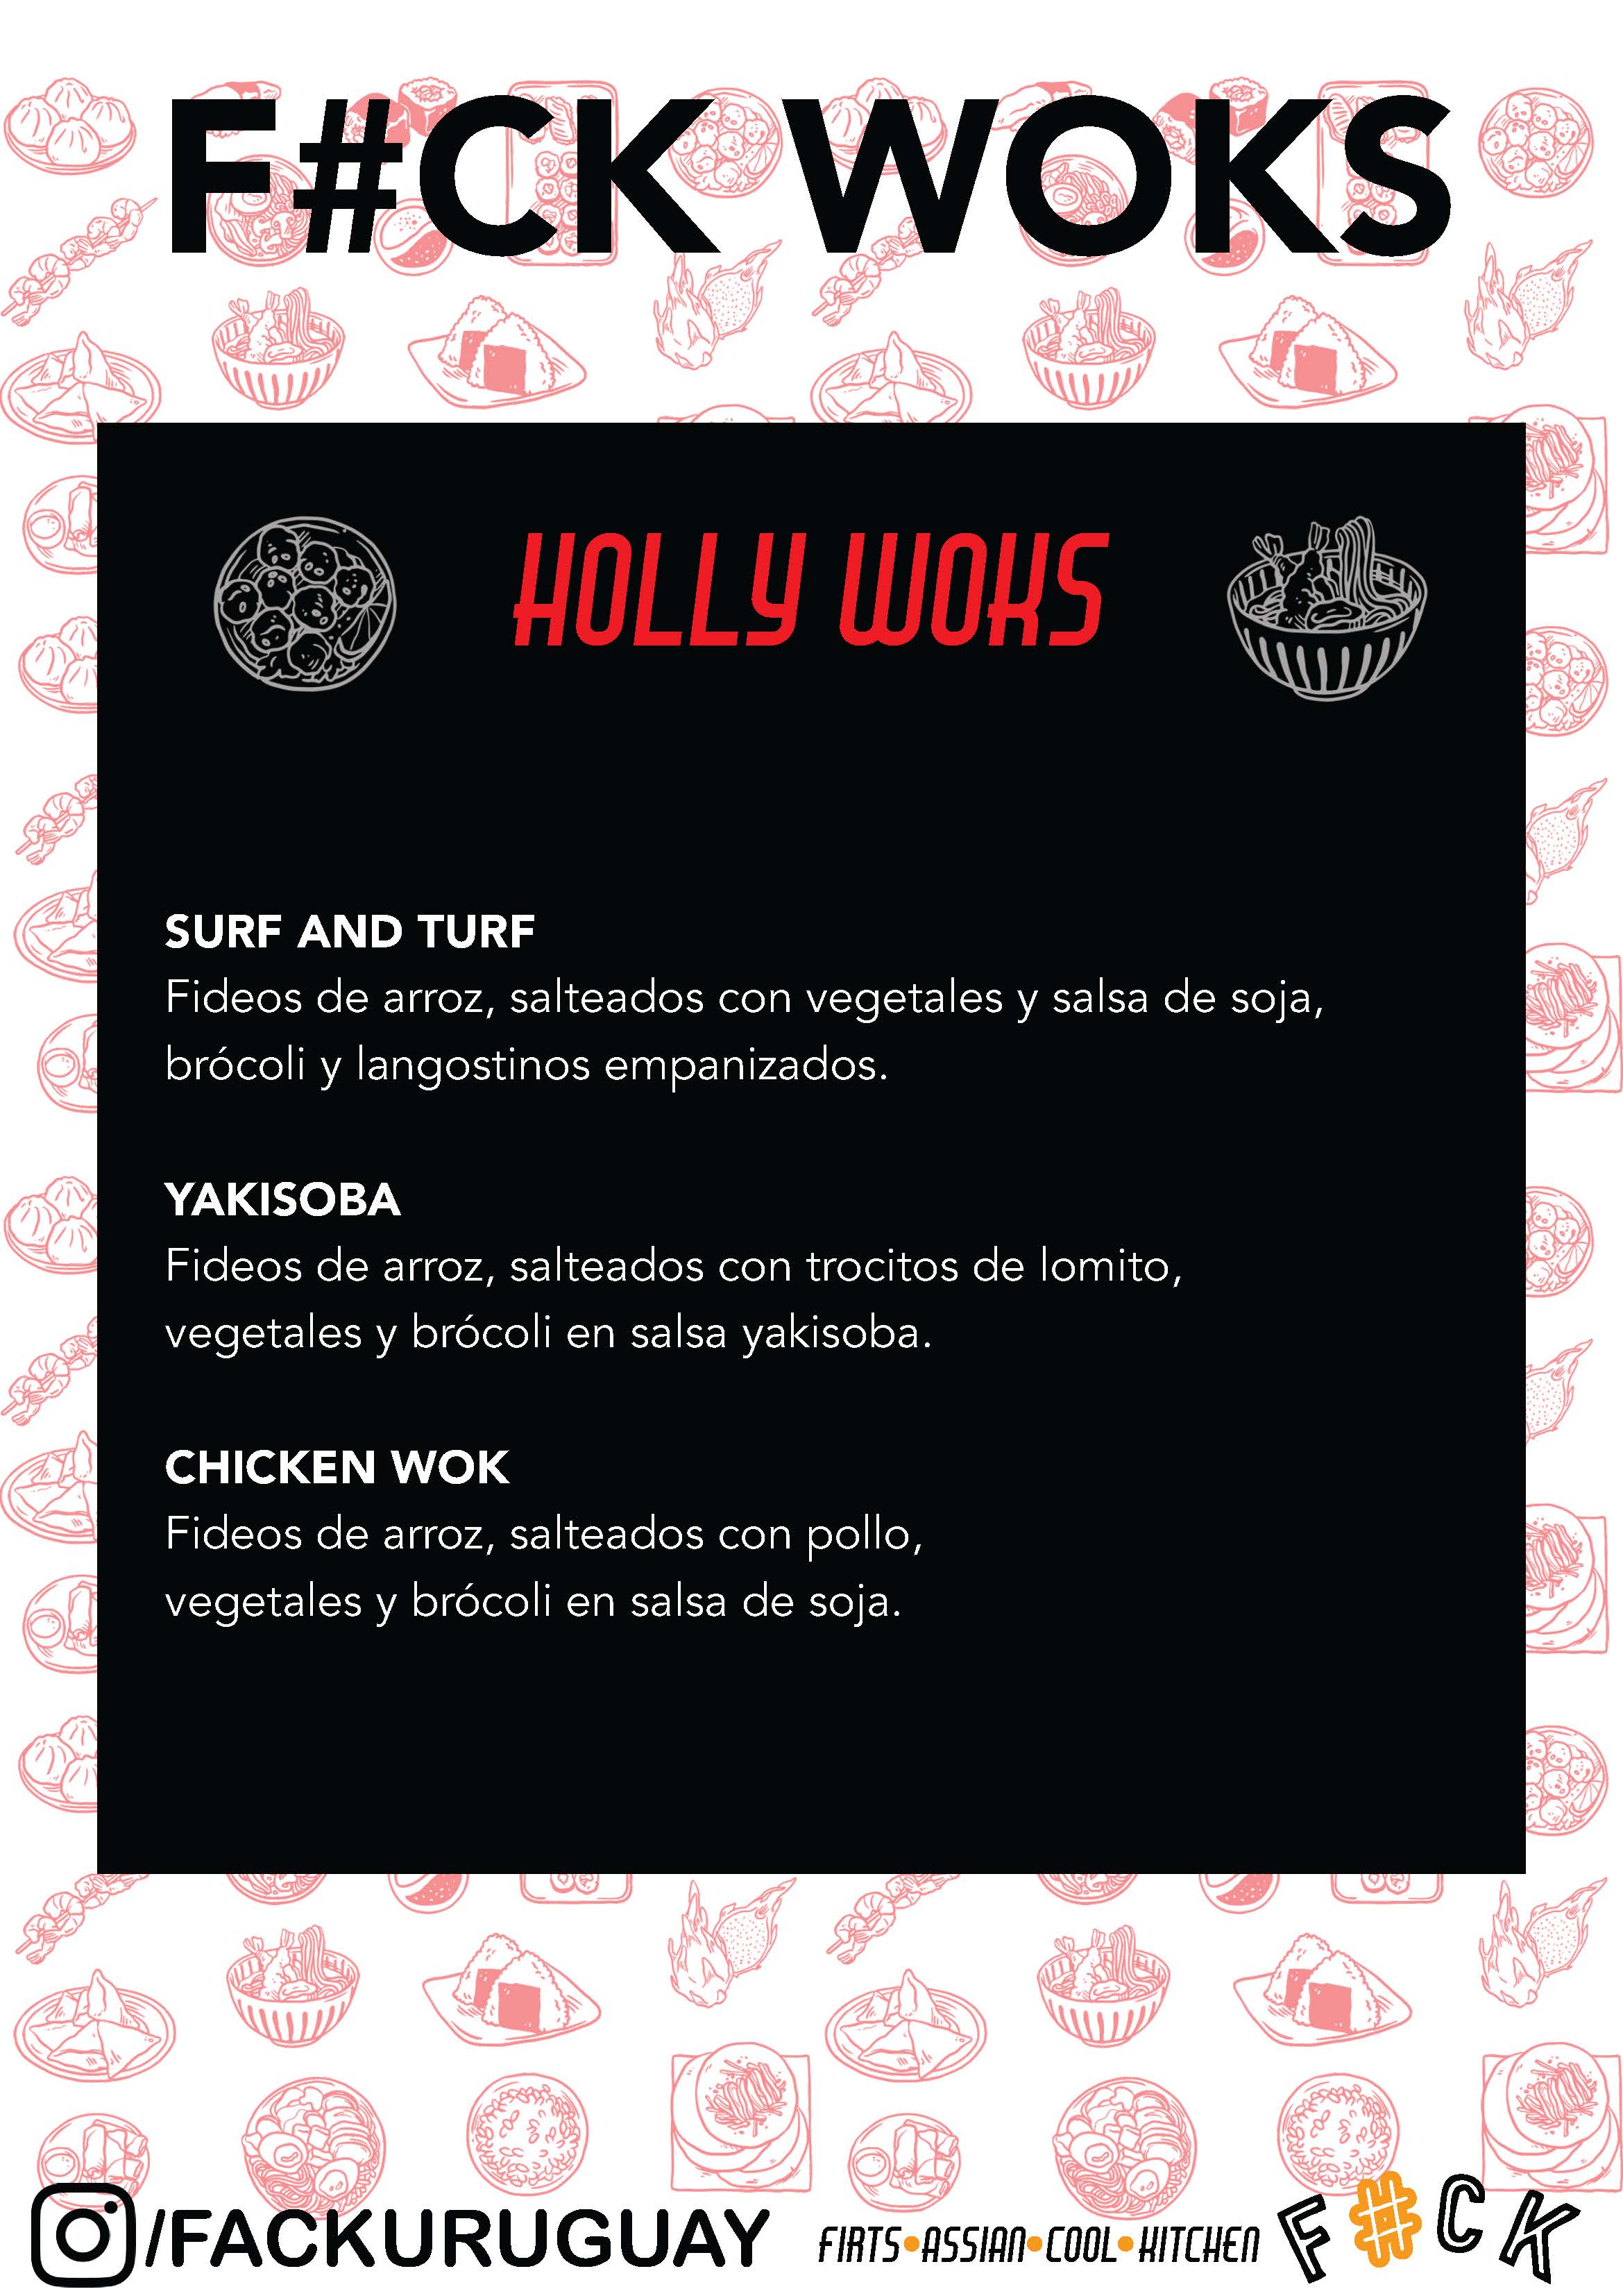 F#CK WOKS
HOLLY WOKS
SURF AND TURF
Fideos de arroz, salteados con vegetales y salsa de soja,
brócoli y langostinos empanizados.
YAKISOBA
Fideos de arroz, salteados con trocitos de lomito,
vegetales y brócoli en salsa yakisoba.
CHICKEN WOK
Fideos de arroz, salteados con pollo,
vegetales y brócoli en salsa de soja.
/FACKURUGUAY
FIRTS•ASSIAN•COOL•KITCHEN
F#CK